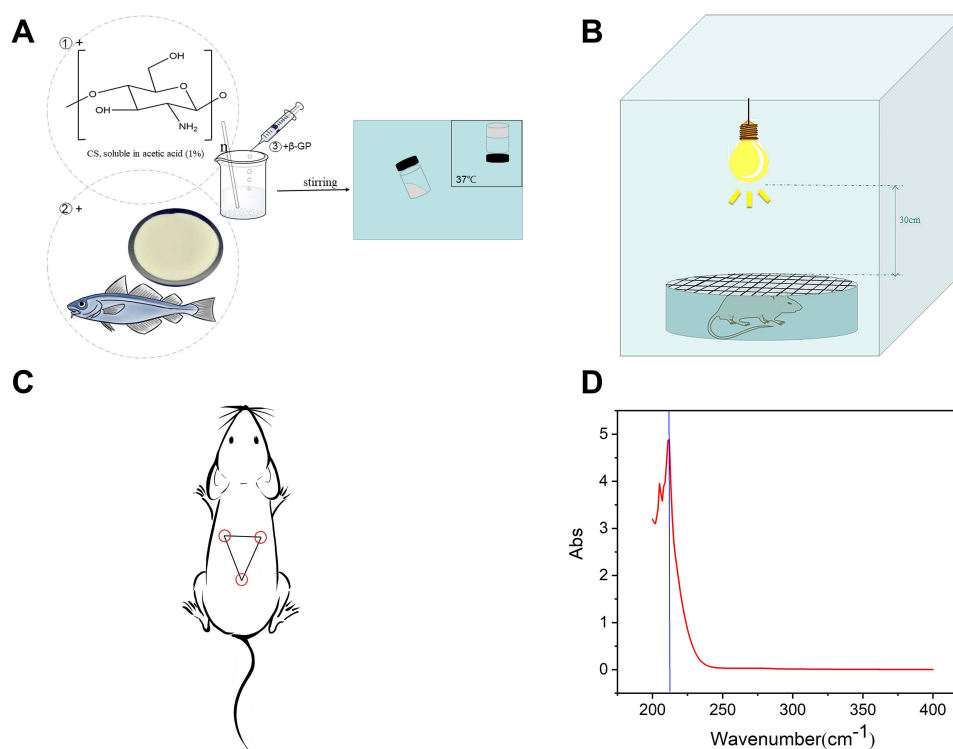 A
① +
OH
O
O
O
OH
NH₂
n
CS, soluble in acetic acid (1%)
③ +β-GP
stirring
37℃
② +
B
30cm
C
D
Abs
5
4
3
2
1
0
200 250 300 350 400
Wavenumber(cm⁻¹)